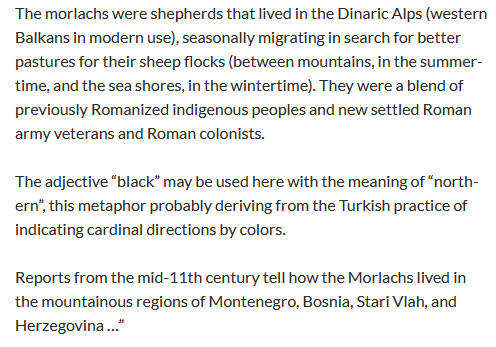 The morlachs were shepherds that lived in the Dinaric Alps (western
Balkans in modern use), seasonally migrating in search for better
pastures for their sheep flocks (between mountains, in the summer-
time, and the sea shores, in the wintertime). They were a blend of
previously Romanized indigenous peoples and new settled Roman
army veterans and Roman colonists.
The adjective “black” may be used here with the meaning of “north-
ern”, this metaphor probably deriving from the Turkish practice of
indicating cardinal directions by colors.
Reports from the mid-11th century tell how the Morlachs lived in
the mountainous regions of Montenegro, Bosnia, Stari Vlah, and
Herzegovina …”